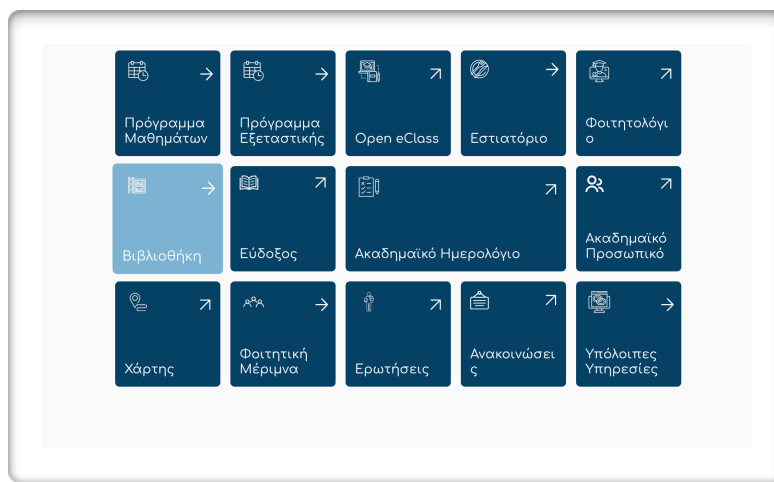 Πρόγραμμα
Μαθημάτων
Πρόγραμμα
Εξεταστικής
Open eClass
Εστιατόριο
Φοιτητολόγι
ο
Βιβλιοθήκη
Εύδοξος
Ακαδημαϊκό Ημερολόγιο
Ακαδημαϊκό
Προσωπικό
Χάρτης
Φοιτητική
Μέριμνα
Ερωτήσεις
Ανακοινώσει
ς
Υπόλοιπες
Υπηρεσίες